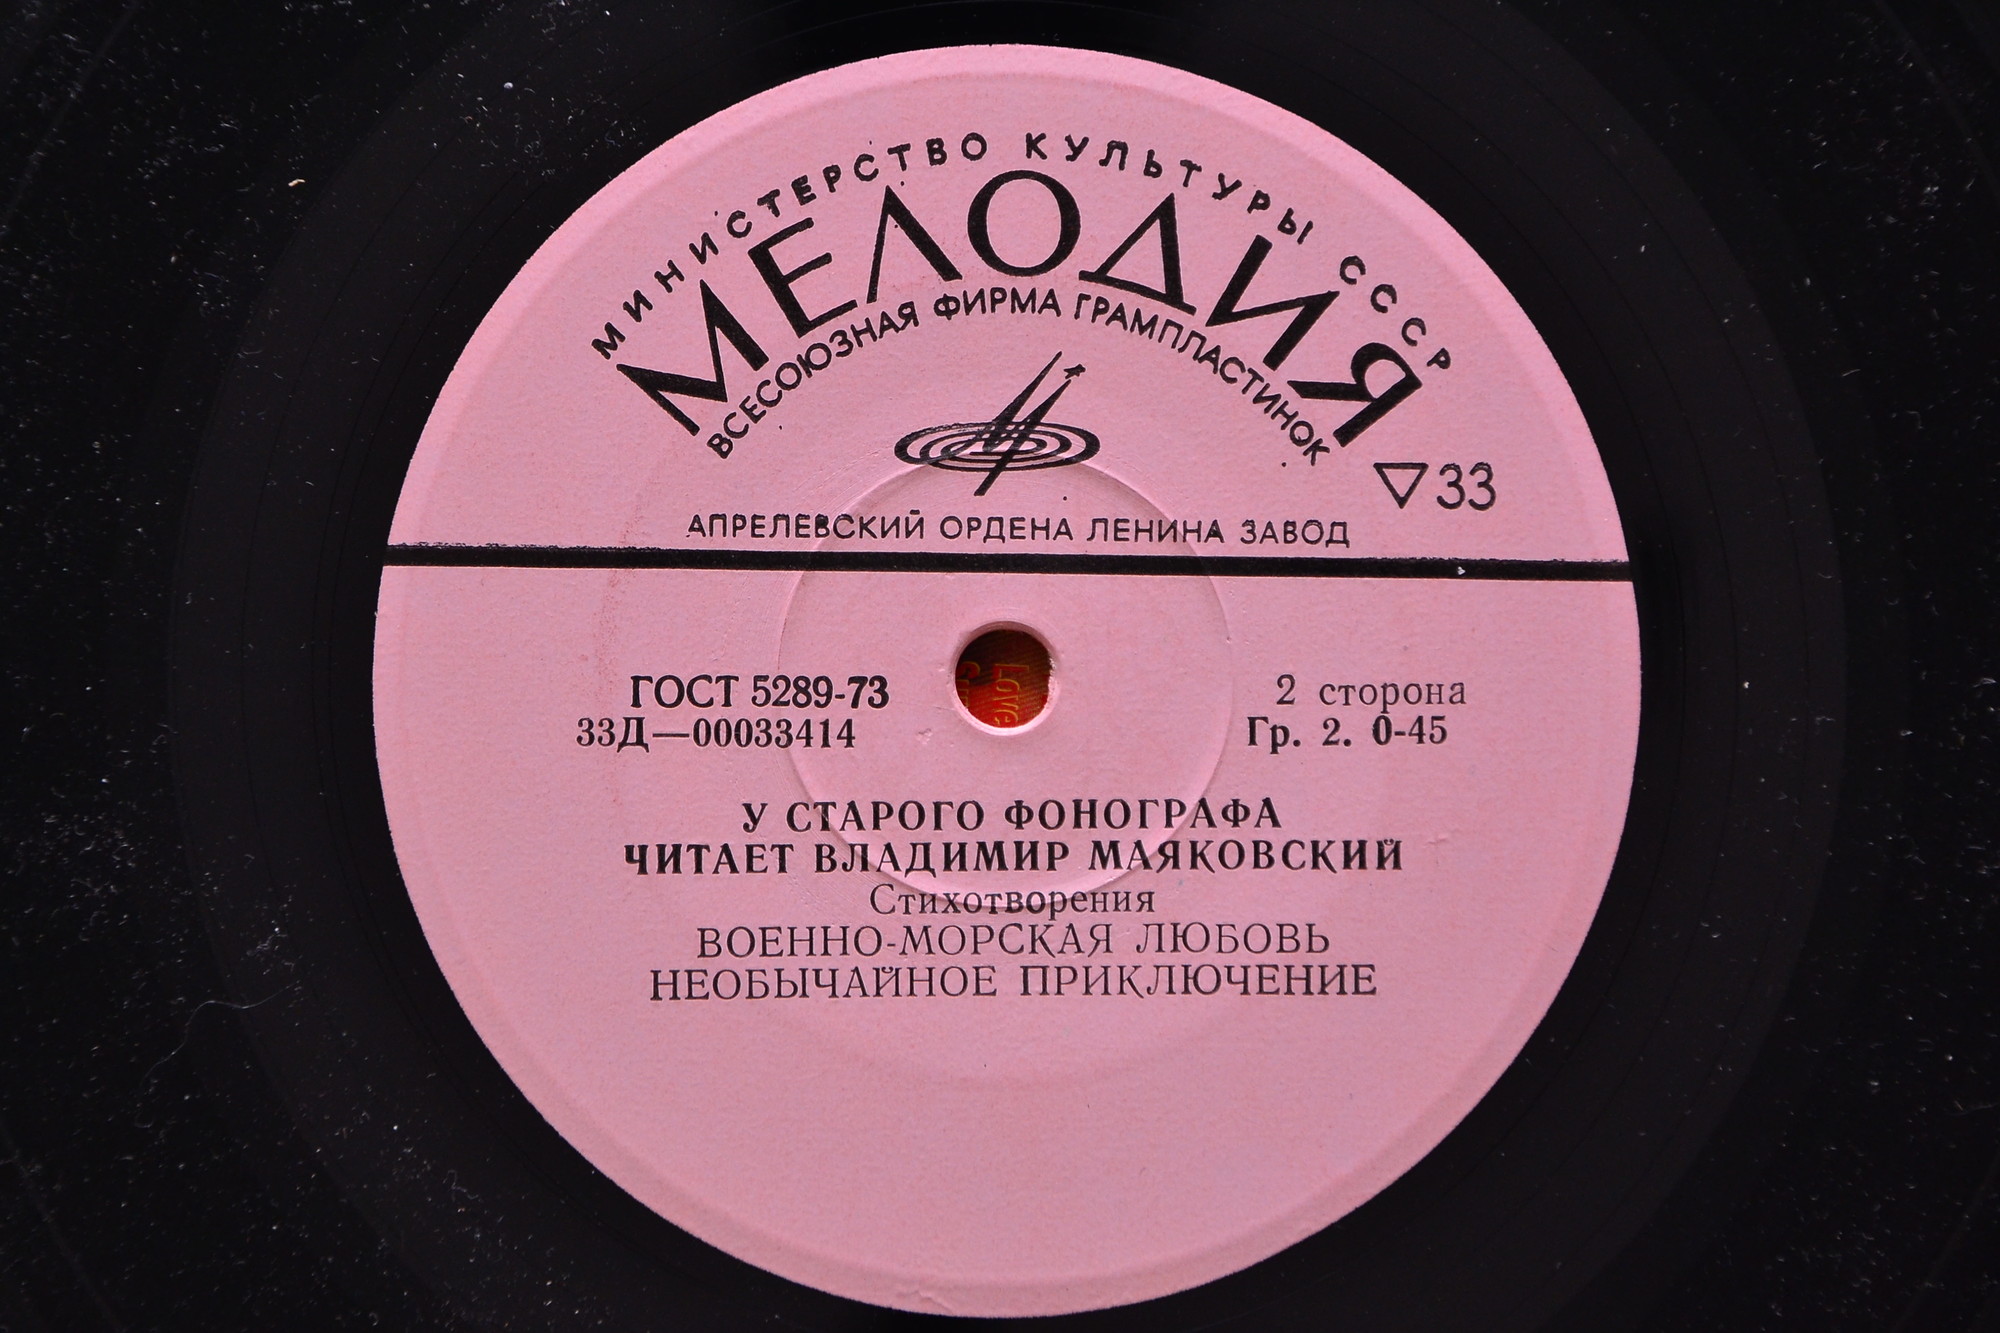 МИНИСТЕРСТВО КУЛЬТУРЫ СССР
МЕЛОДИЯ
ВСЕСОЮЗНАЯ ФИРМА ГРАМПЛАСТИНОК
▽33
АПРЕЛЕВСКИЙ ОРДЕНА ЛЕНИНА ЗАВОД
ГОСТ 5289-73
2 сторона
33Д—00033414
Гр. 2. 0-45
Love
У СТАРОГО ФОНОГРАФА
ЧИТАЕТ ВЛАДИМИР МАЯКОВСКИЙ
Стихотворения
ВОЕННО-МОРСКАЯ ЛЮБОВЬ
НЕОБЫЧАЙНОЕ ПРИКЛЮЧЕНИЕ